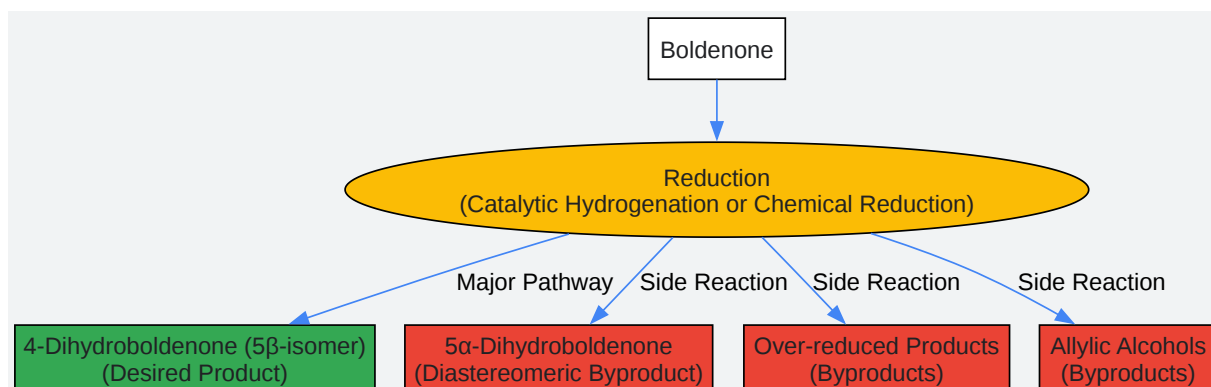 Boldenone
Reduction
(Catalytic Hydrogenation or Chemical Reduction)
Major Pathway
Side Reaction
Side Reaction
Side Reaction
4-Dihydroboldenone (5β-isomer)
(Desired Product)
5α-Dihydroboldenone
(Diastereomeric Byproduct)
Over-reduced Products
(Byproducts)
Allylic Alcohols
(Byproducts)